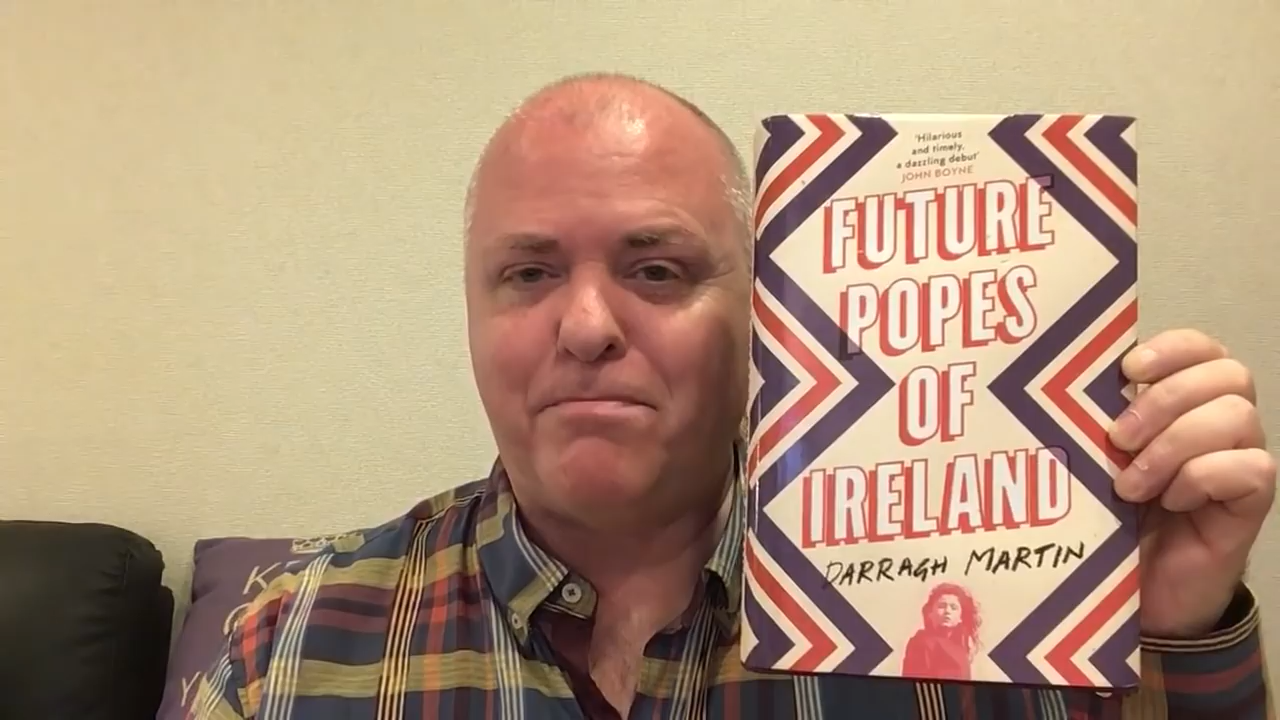 'Hilarious
and timely,
a dazzling debut'
JOHN BOYNE
FUTURE
POPES
OF
IRELAND
DARRAGH MARTIN